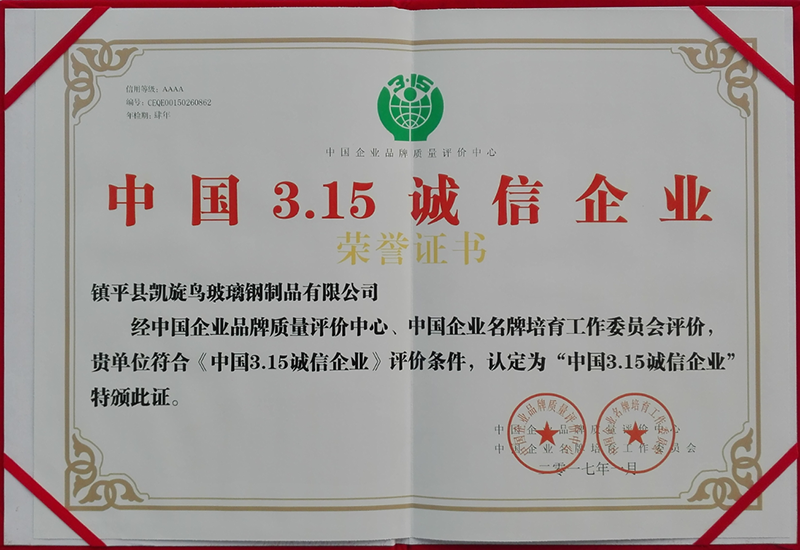 信用等级：AAAA
编号：CEQE00150260862
年检期：肆年
3·15
中国企业品牌质量评价中心
中国3.15诚信企业
荣誉证书
镇平县凯旋鸟玻璃钢制品有限公司
经中国企业品牌质量评价中心、中国企业名牌培育工作委员会评价，
贵单位符合《中国3.15诚信企业》评价条件，认定为“中国3.15诚信企业”
特颁此证。
中国企业品牌质量评价中心
中国企业名牌培育工作委员会
二零一七年一月